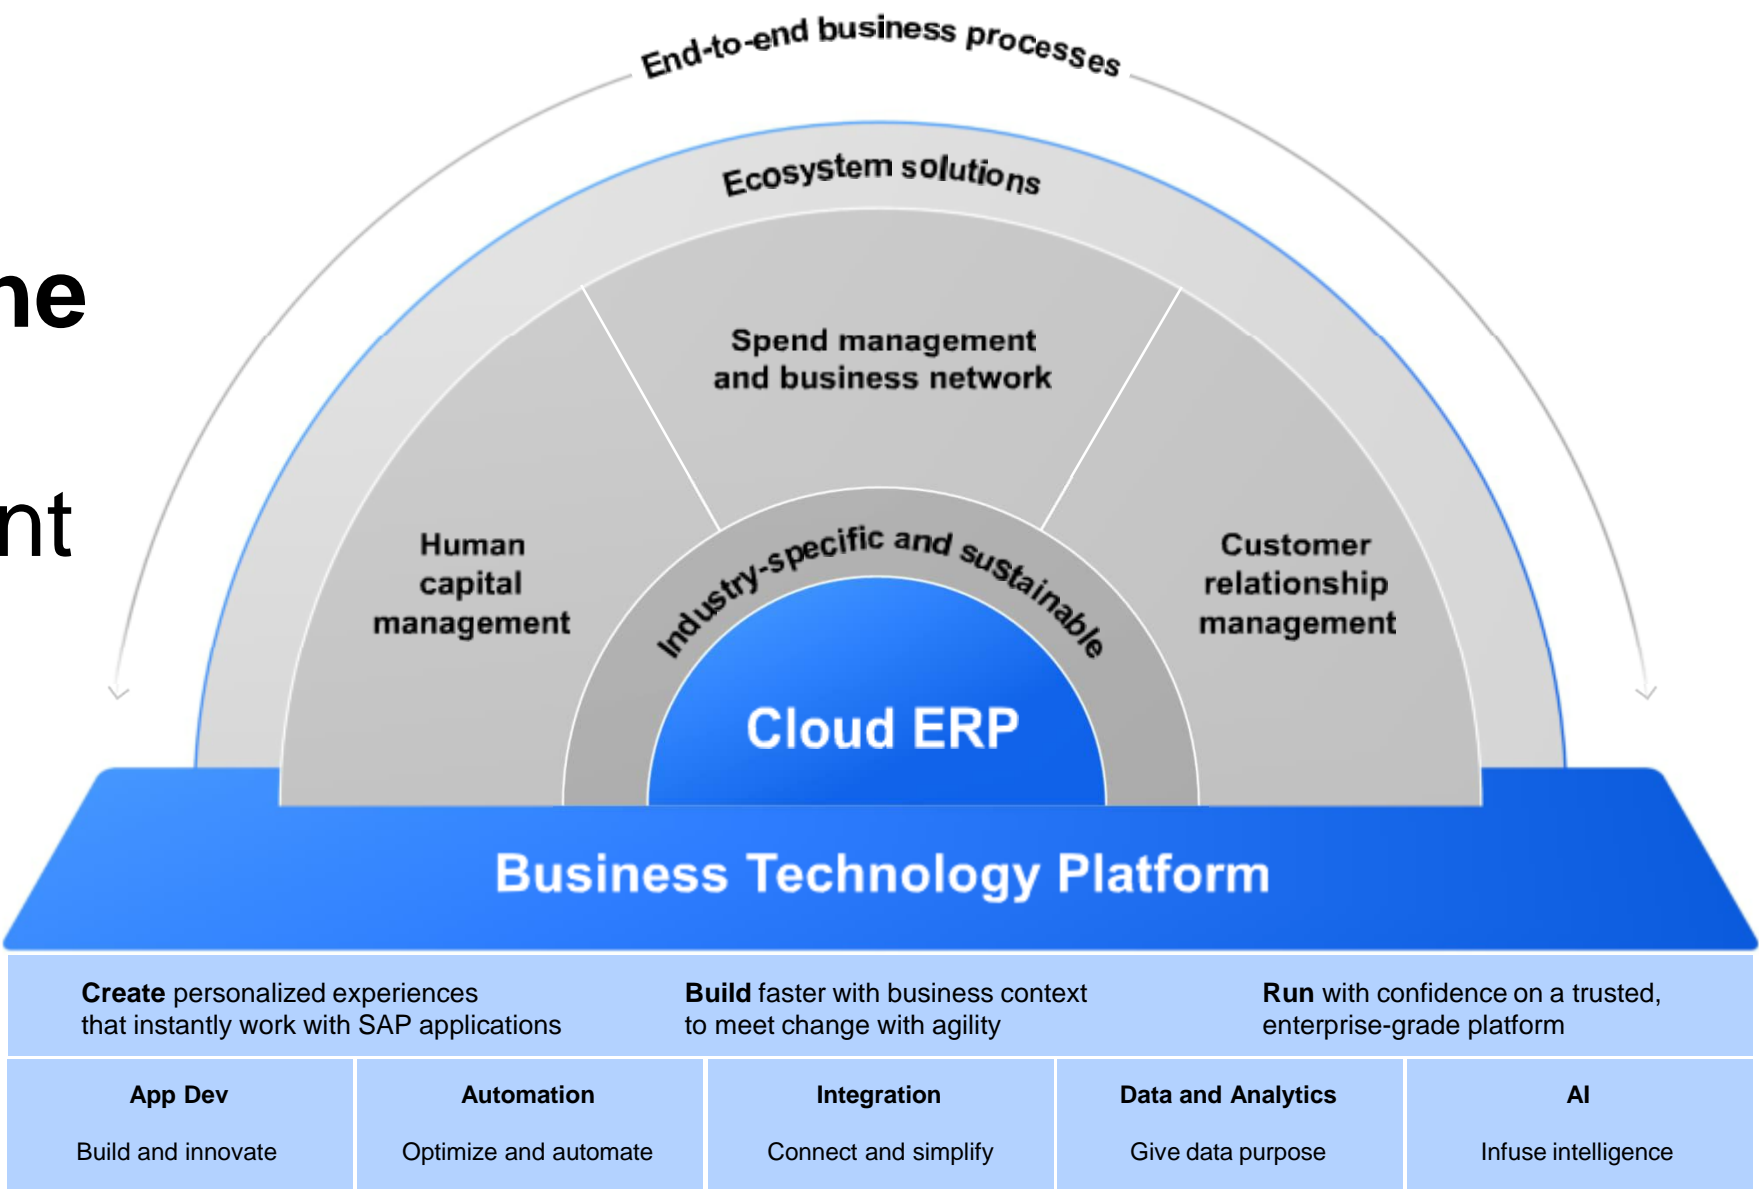 End-to-end business processes
Ecosystem solutions
ne
Spend management
and business network
nt
Human
capital
management
Industry-specific and sustainable
Customer
relationship
management
Cloud ERP
Business Technology Platform
Create personalized experiences
that instantly work with SAP applications
Build faster with business context
to meet change with agility
Run with confidence on a trusted,
enterprise-grade platform
App Dev
Build and innovate
Automation
Optimize and automate
Integration
Connect and simplify
Data and Analytics
Give data purpose
AI
Infuse intelligence